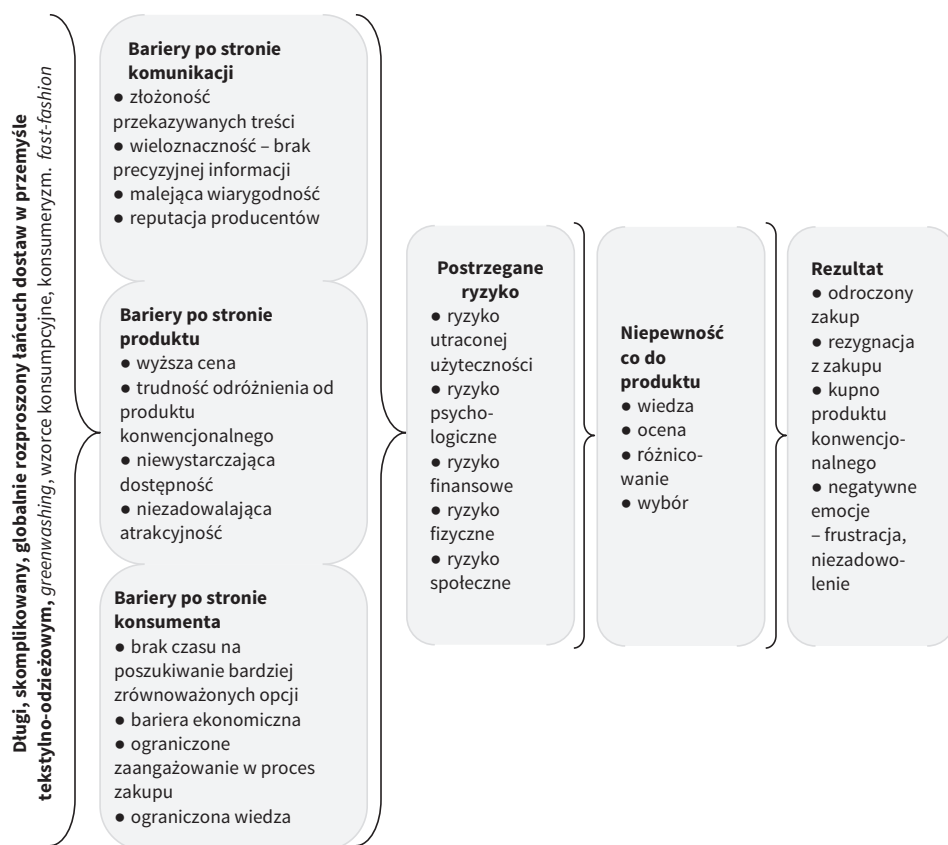 Długi, skomplikowany, globalnie rozproszony łańcuch dostaw w przemyśle
tekstylno-odzieżowym, greenwashing, wzorce konsumpcyjne, konsumeryzm. fast-fashion
Bariery po stronie
komunikacji
● złożoność
przekazywanych treści
● wieloznaczność – brak
precyzyjnej informacji
● malejąca wiarygodność
● reputacja producentów
Bariery po stronie
produktu
● wyższa cena
● trudność odróżnienia od
produktu
konwencjonalnego
● niewystarczająca
dostępność
● niezadowalająca
atrakcyjność
Bariery po stronie
konsumenta
● brak czasu na
poszukiwanie bardziej
zrównoważonych opcji
● bariera ekonomiczna
● ograniczone
zaangażowanie w proces
zakupu
● ograniczona wiedza
Postrzegane
ryzyko
● ryzyko
utraconej
użyteczności
● ryzyko
psycho-
logiczne
● ryzyko
finansowe
● ryzyko
fizyczne
● ryzyko
społeczne
Niepewność
co do
produktu
● wiedza
● ocena
● różnico-
wanie
● wybór
Rezultat
● odroczony
zakup
● rezygnacja
z zakupu
● kupno
produktu
konwencjo-
nalnego
● negatywne
emocje
– frustracja,
niezadowo-
lenie